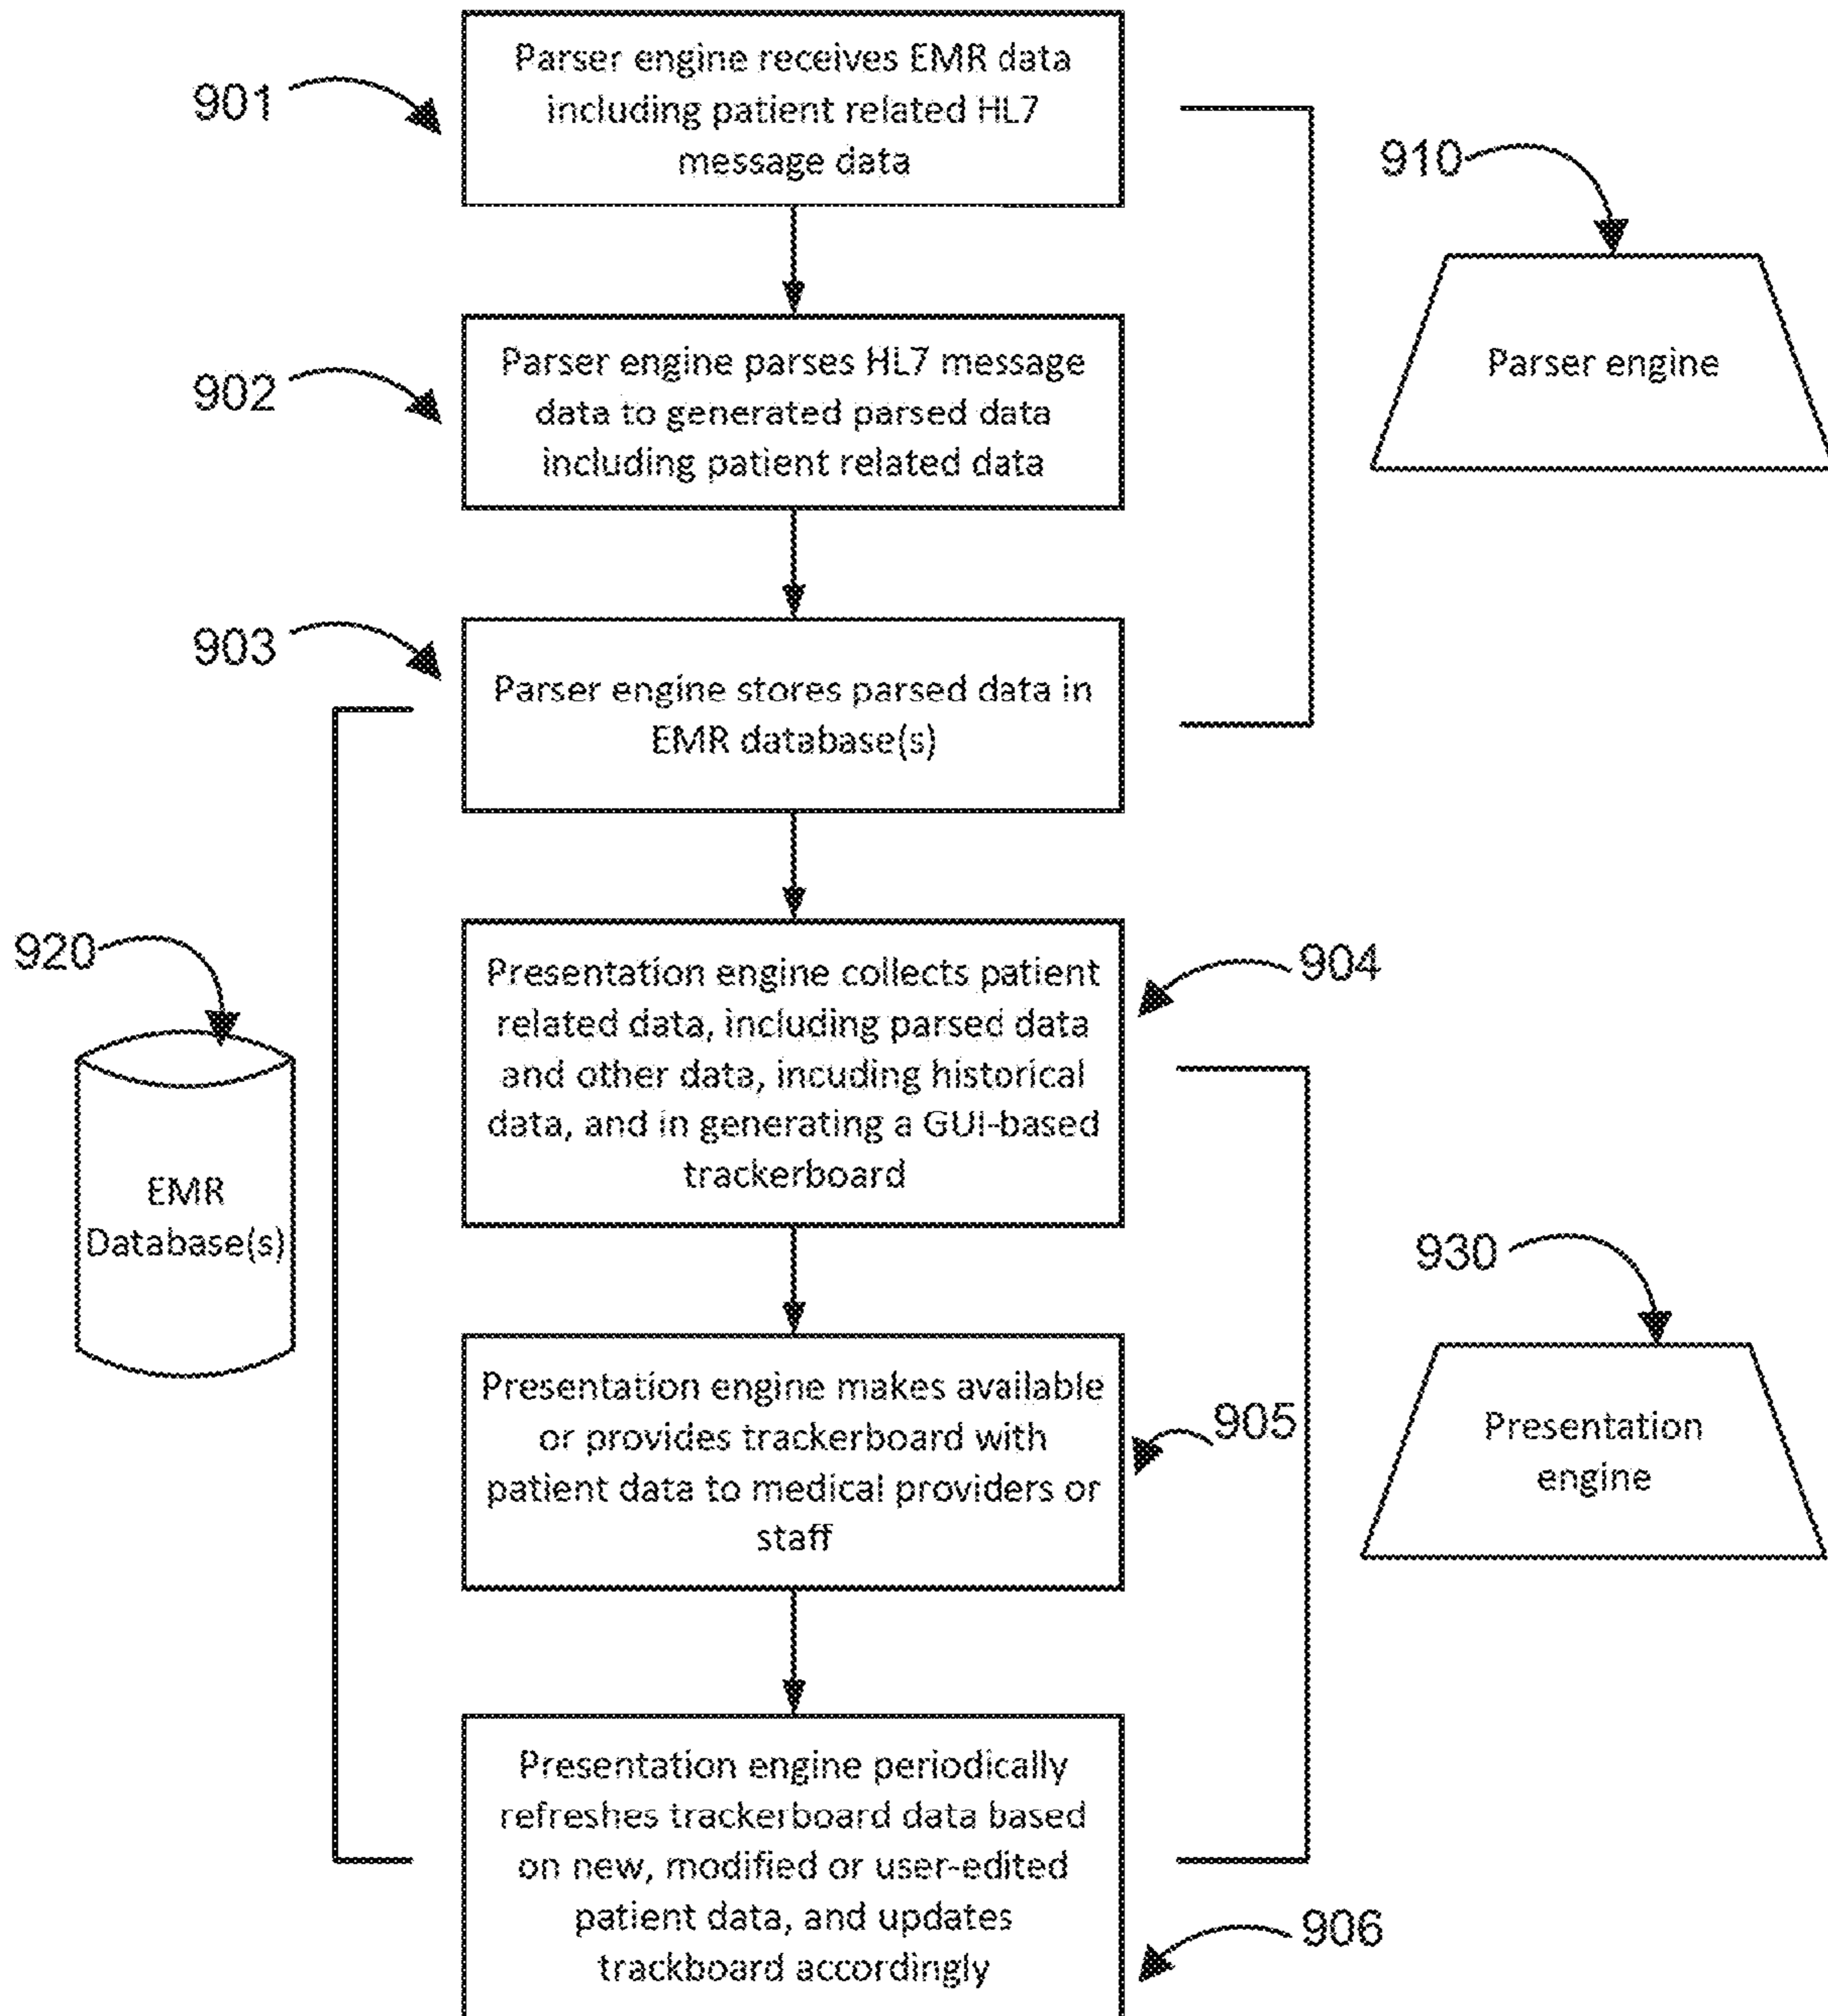 901
Parser engine receives EMR data
including patient related HL7
message data
910
Parser engine
902
Parser engine parses HL7 message
data to generated parsed data
including patient related data
903
Parser engine stores parsed data in
EMR database(s)
920
EMR
Database(s)
904
Presentation engine collects patient
related data, including parsed data
and other data, incuding historical
data, and in generating a GUI-based
trackerboard
930
Presentation
engine
905
Presentation engine makes available
or provides trackerboard with
patient data to medical providers or
staff
Presentation engine periodically
refreshes trackerboard data based
on new, modified or user-edited
patient data, and updates
trackboard accordingly
906